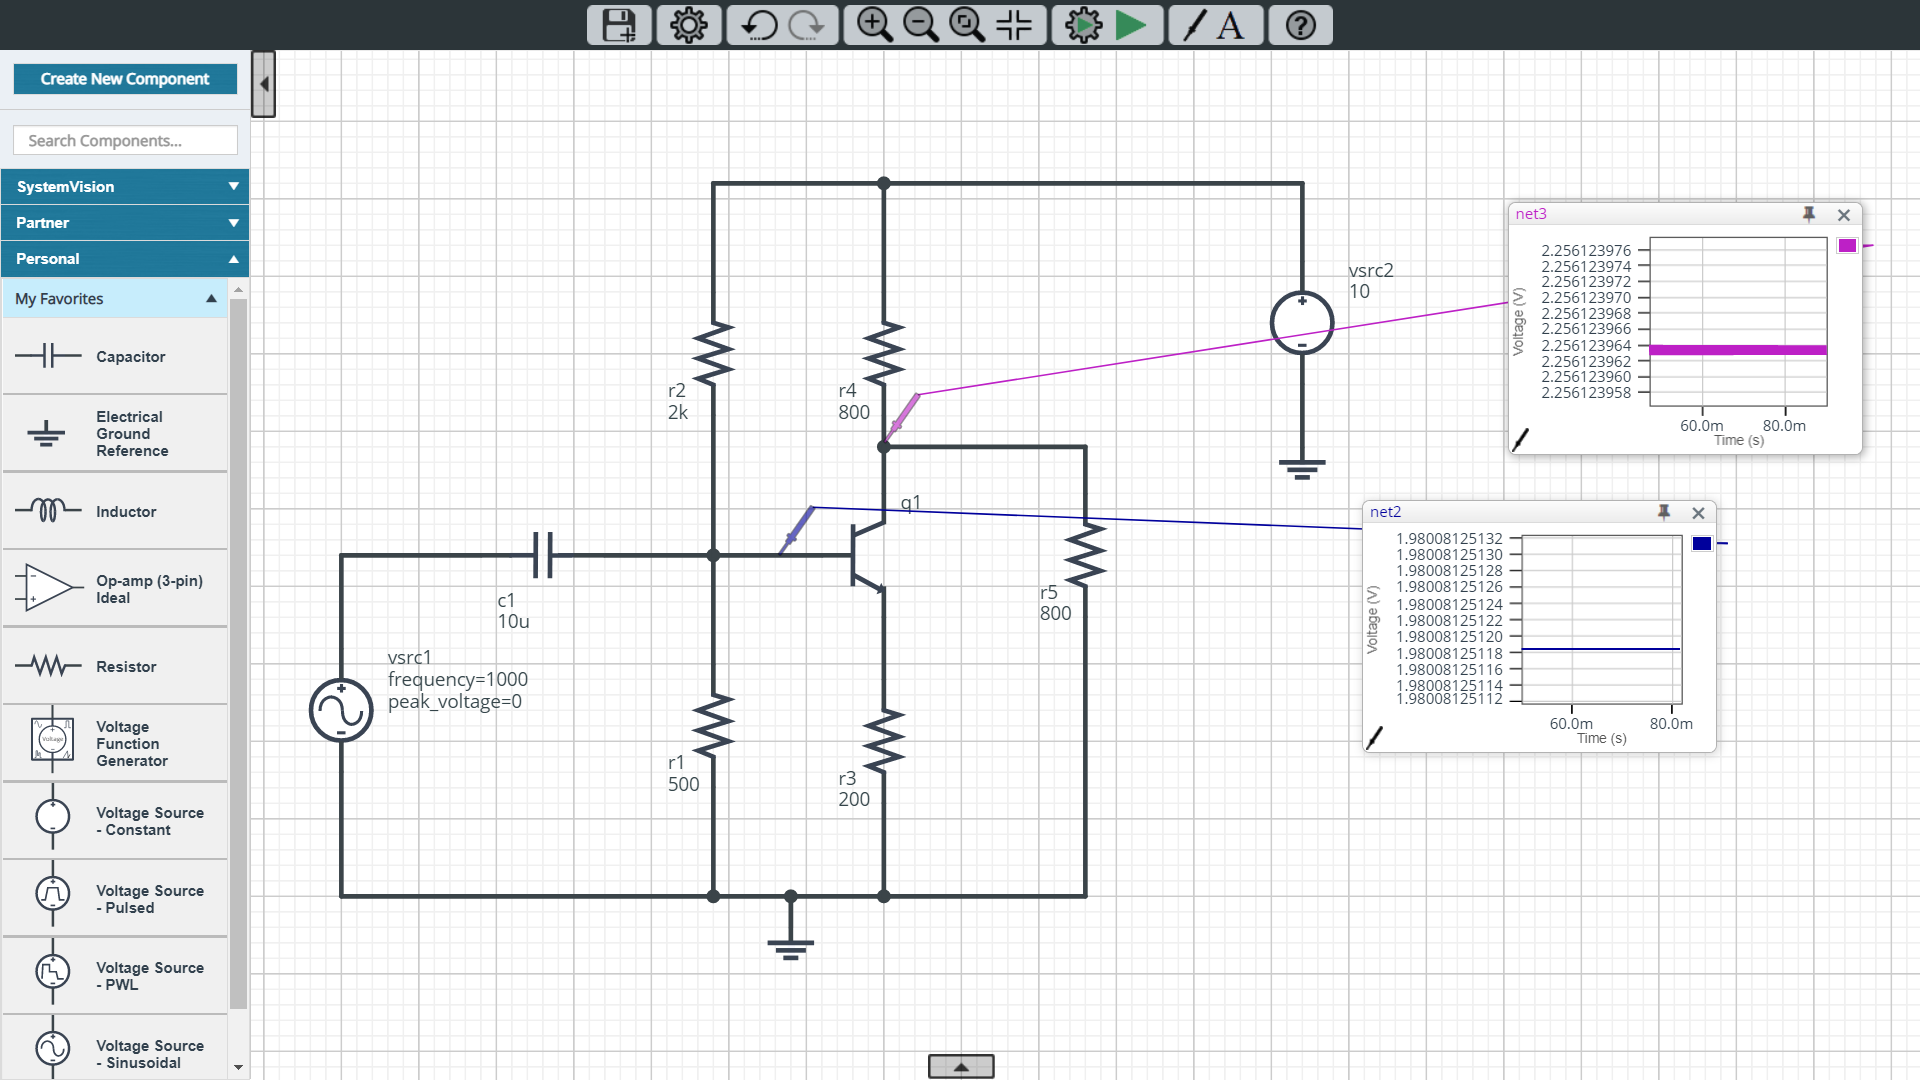 Create New Component
Search Components...
SystemVision
Partner
Personal
My Favorites
Capacitor
Electrical
Ground
Reference
Inductor
Op-amp (3-pin)
Ideal
Resistor
Voltage
Voltage
Function
Generator
Voltage Source
- Constant
Voltage Source
- Pulsed
Voltage Source
- PWL
Voltage Source
- Sinusoidal
A
?
r2
2k
r4
800
vsrc2
10
q1
c1
10u
r5
800
vsrc1
frequency=1000
peak_voltage=0
r1
500
r3
200
net3
2.256123976
2.256123974
2.256123972
2.256123970
2.256123968
2.256123966
2.256123964
2.256123962
2.256123960
2.256123958
Voltage (V)
60.0m 80.0m
Time (s)
net2
1.98008125132
1.98008125130
1.98008125128
1.98008125126
1.98008125124
1.98008125122
1.98008125120
1.98008125118
1.98008125116
1.98008125114
1.98008125112
Voltage (V)
60.0m 80.0m
Time (s)